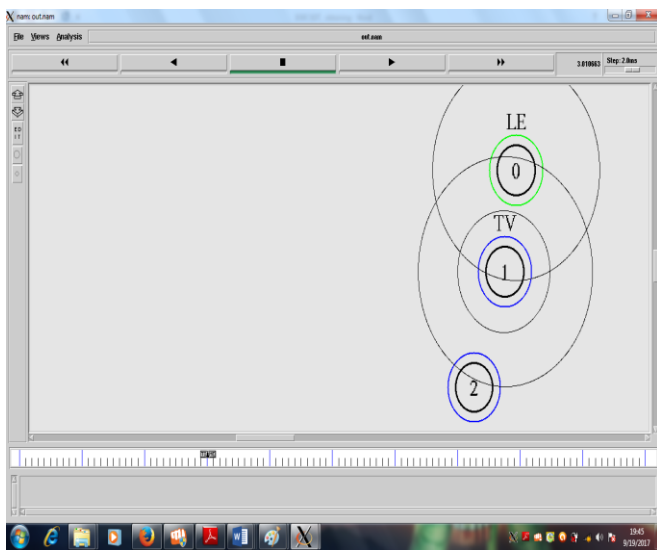 nam: out.nam
File Views Analysis out.nam
3.010663 Step: 2.0ms
LE
0
TV
1
2
19:45
9/19/2017